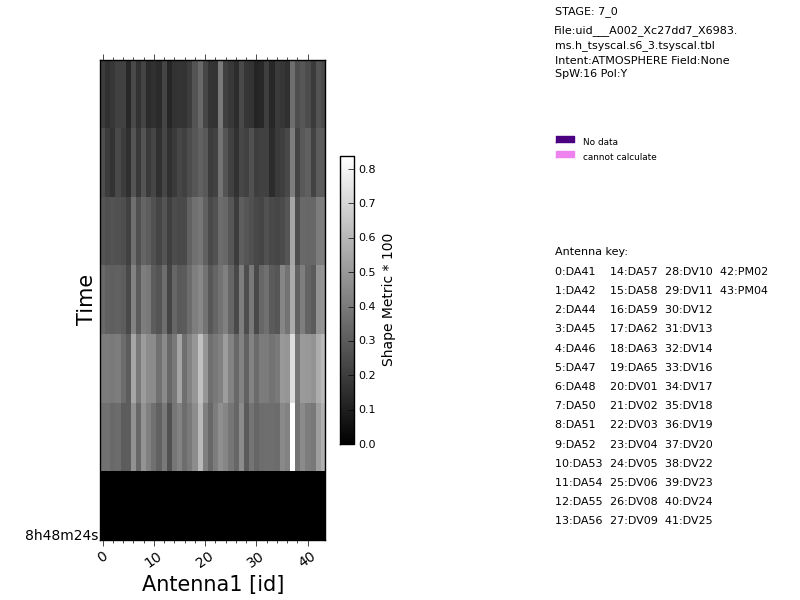 STAGE: 7_0
File:uid___A002_Xc27dd7_X6983.
ms.h_tsyscal.s6_3.tsyscal.tbl
Intent:ATMOSPHERE Field:None
SpW:16 Pol:Y
No data
cannot calculate
0.8
0.7
0.6
0.5
0.4
0.3
0.2
0.1
0.0
Shape Metric * 100
Time
8h48m24s
0 10 20 30 40
Antenna1 [id]
Antenna key:
0:DA41 14:DA57 28:DV10 42:PM02
1:DA42 15:DA58 29:DV11 43:PM04
2:DA44 16:DA59 30:DV12
3:DA45 17:DA62 31:DV13
4:DA46 18:DA63 32:DV14
5:DA47 19:DA65 33:DV16
6:DA48 20:DV01 34:DV17
7:DA50 21:DV02 35:DV18
8:DA51 22:DV03 36:DV19
9:DA52 23:DV04 37:DV20
10:DA53 24:DV05 38:DV22
11:DA54 25:DV06 39:DV23
12:DA55 26:DV08 40:DV24
13:DA56 27:DV09 41:DV25